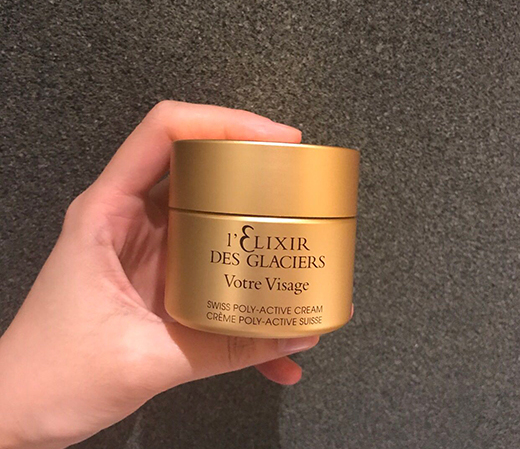 l'Elixir
des Glaciers
Votre Visage
SWISS POLY-ACTIVE CREAM
CRÈME POLY-ACTIVE SUISSE